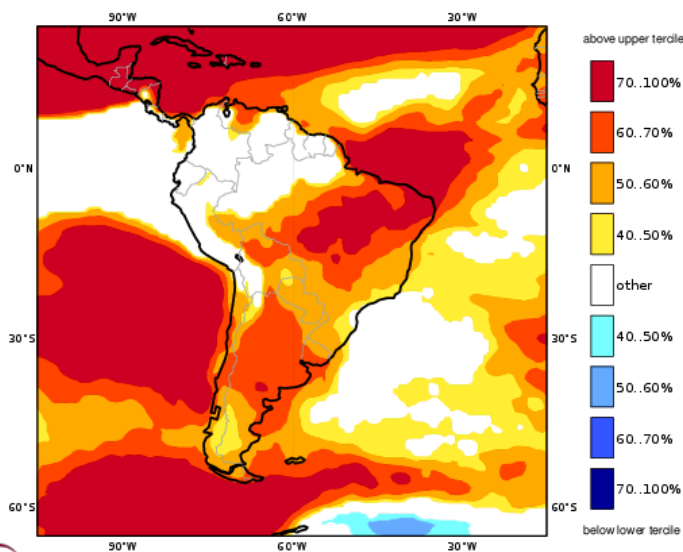 90°W 60°W 30°W
above upper tercile
70..100%
60..70%
50..60%
40..50%
other
40..50%
50..60%
60..70%
70..100%
below lower tercile
0°N 0°N
30°S 30°S
60°S 60°S
90°W 60°W 30°W